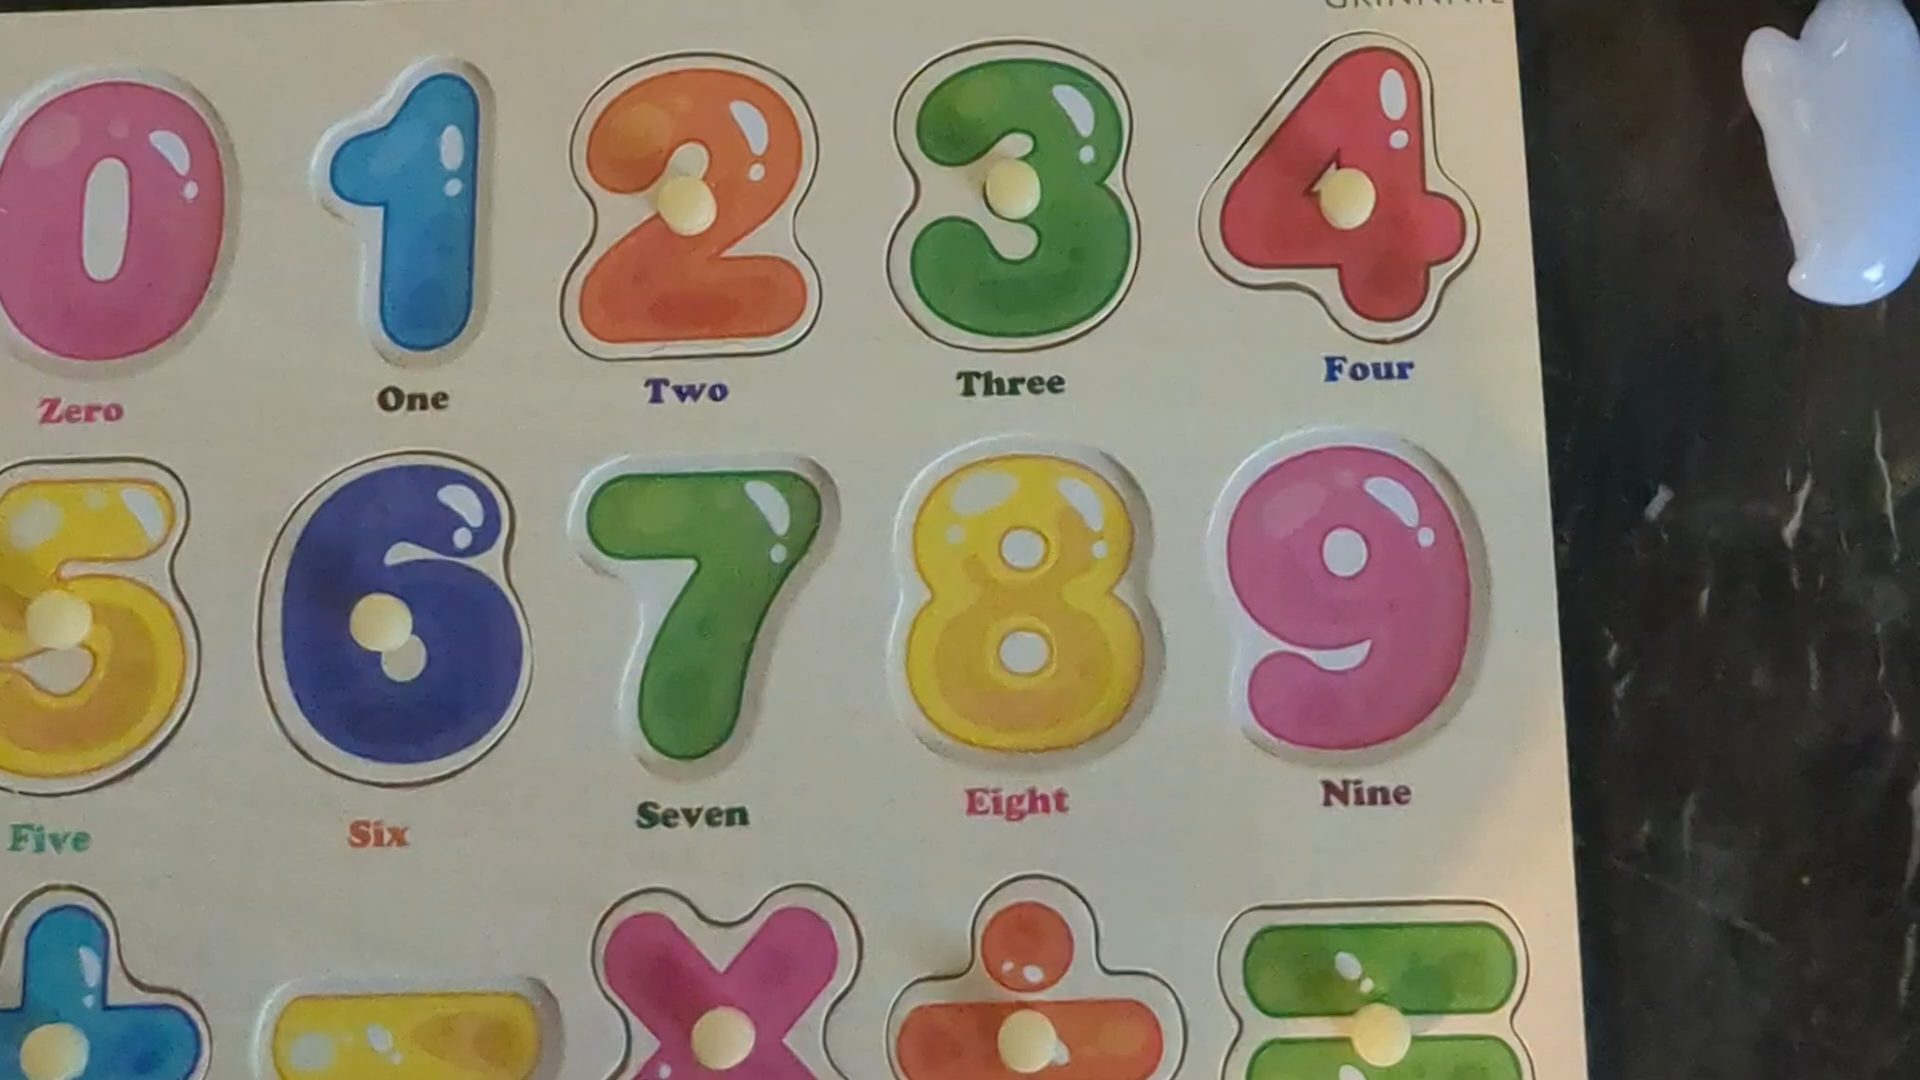 0 1 2 3 4
Zero One Two Three Four
5 6 7 8 9
Five Six Seven Eight Nine
+ - × ÷ =